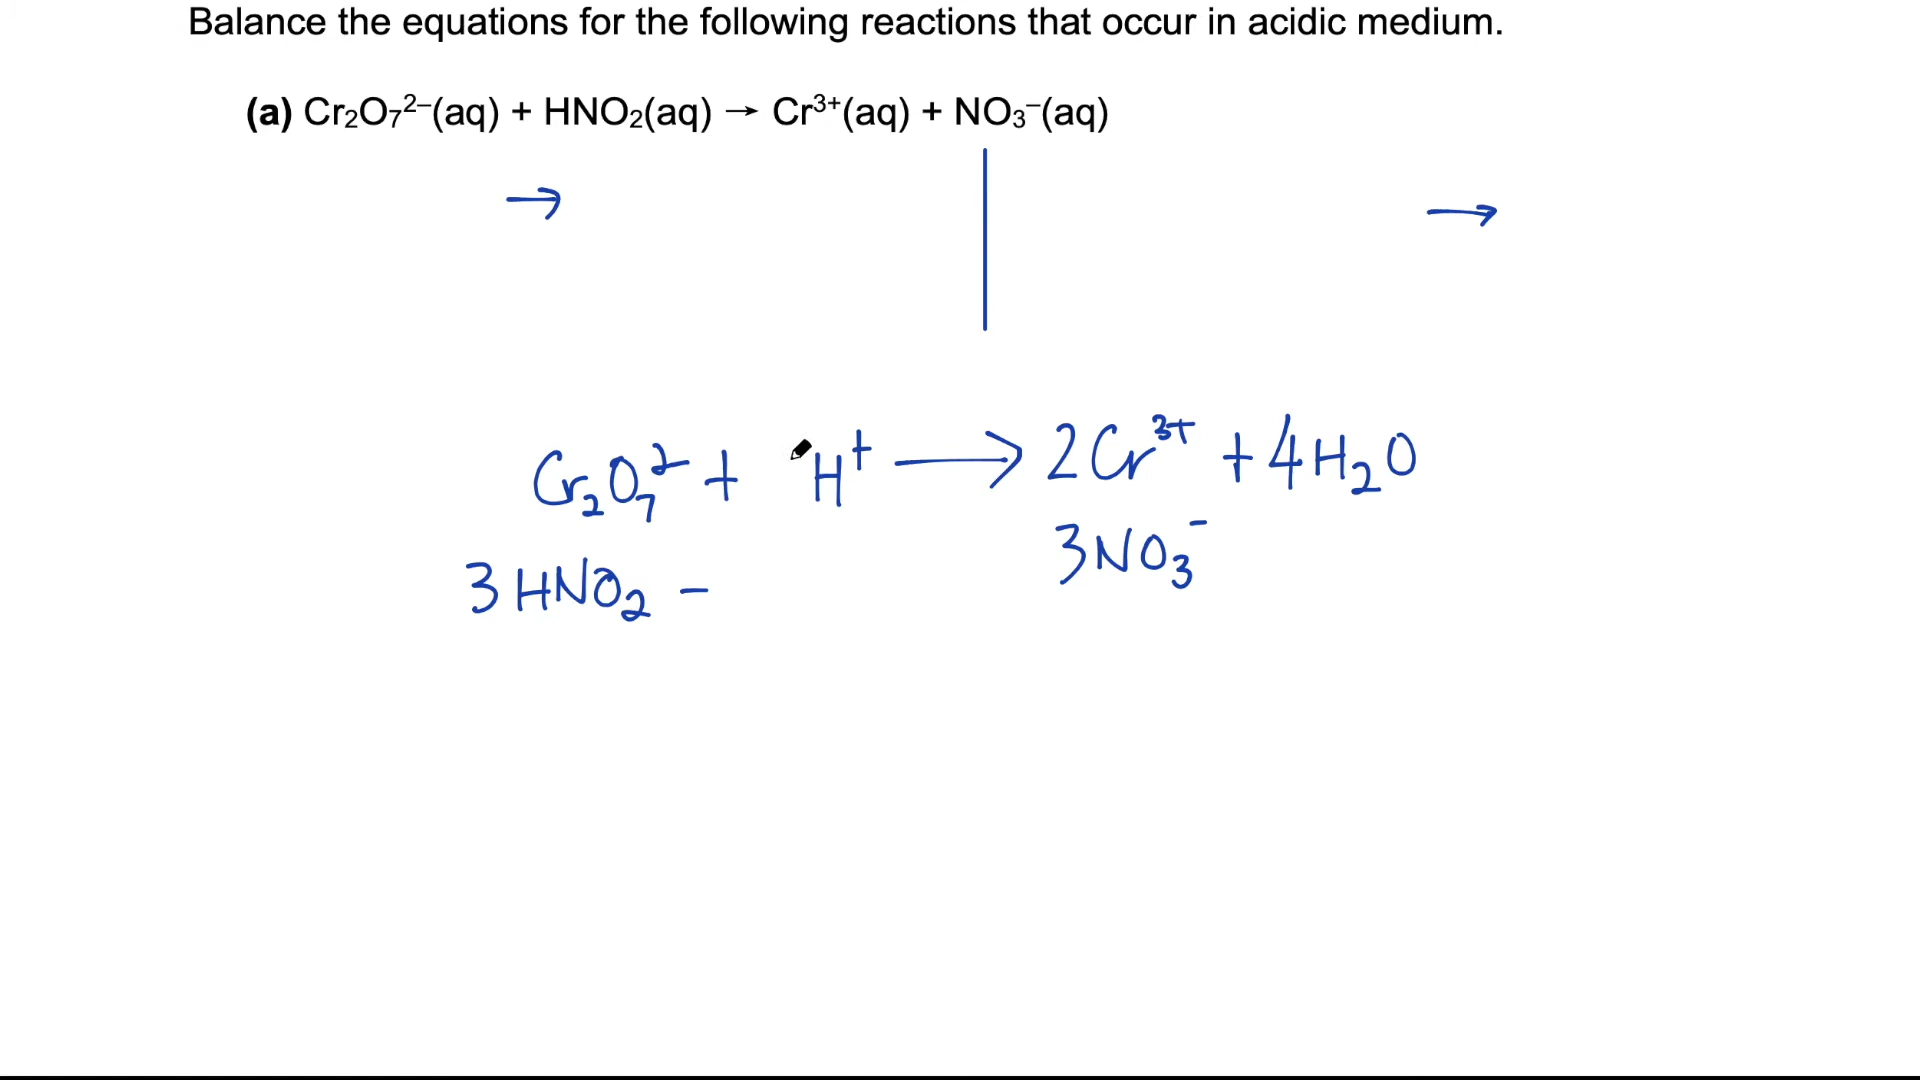 Balance the equations for the following reactions that occur in acidic medium.
(a) Cr₂O₇²⁻(aq) + HNO₂(aq) → Cr³⁺(aq) + NO₃⁻(aq)
→ →
Cr₂O₇²⁻ + H⁺ → 2Cr³⁺ + 4H₂O
3HNO₂ - 3NO₃⁻